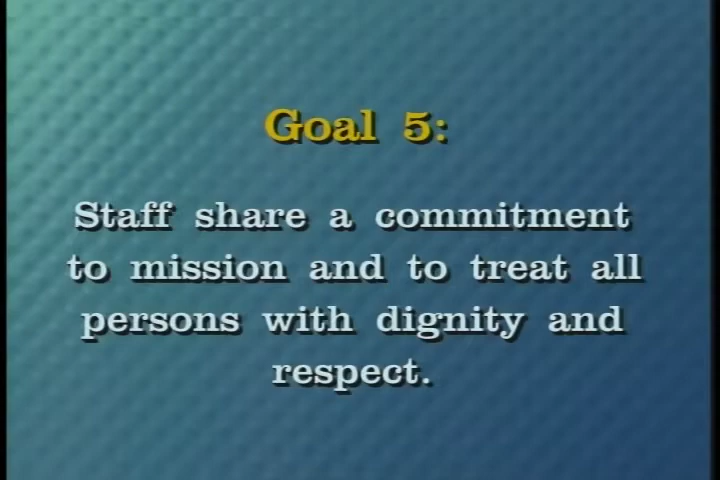 Goal 5:
Staff share a commitment
to mission and to treat all
persons with dignity and
respect.